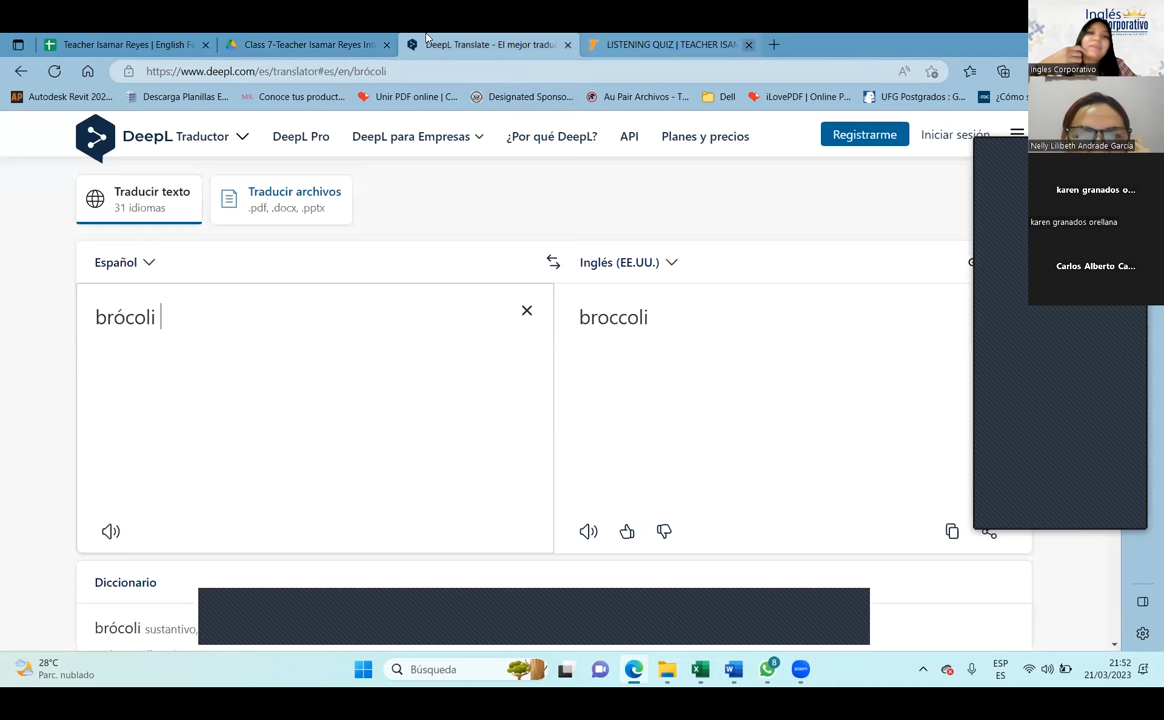 Teacher Isamar Reyes | English Fo
Class 7-Teacher Isamar Reyes Int
DeepL Translate - El mejor tradu
LISTENING QUIZ | TEACHER ISA
https://www.deepl.com/es/translator#es/en/brócoli
Autodesk Revit 202...
Descarga Planillas E...
Conoce tus product...
Unir PDF online | C...
Designated Sponso...
Au Pair Archivos - T...
Dell
iLovePDF | Online P...
UFG Postgrados : G...
¿Cómo s
DeepL Traductor
DeepL Pro
DeepL para Empresas
¿Por qué DeepL?
API
Planes y precios
Registrarme
Iniciar sesión
Traducir texto
31 idiomas
Traducir archivos
.pdf, .docx, .pptx
Español
Inglés (EE.UU.)
G
brócoli
broccoli
Diccionario
brócoli sustantivo,
Inglés
Corporativo
Ingles Corporativo
Nelly Lilibeth Andrade García
karen granados o...
karen granados orellana
Carlos Alberto Ca...
28°C
Parc. nublado
Búsqueda
8
ESP
ES
21:52
21/03/2023